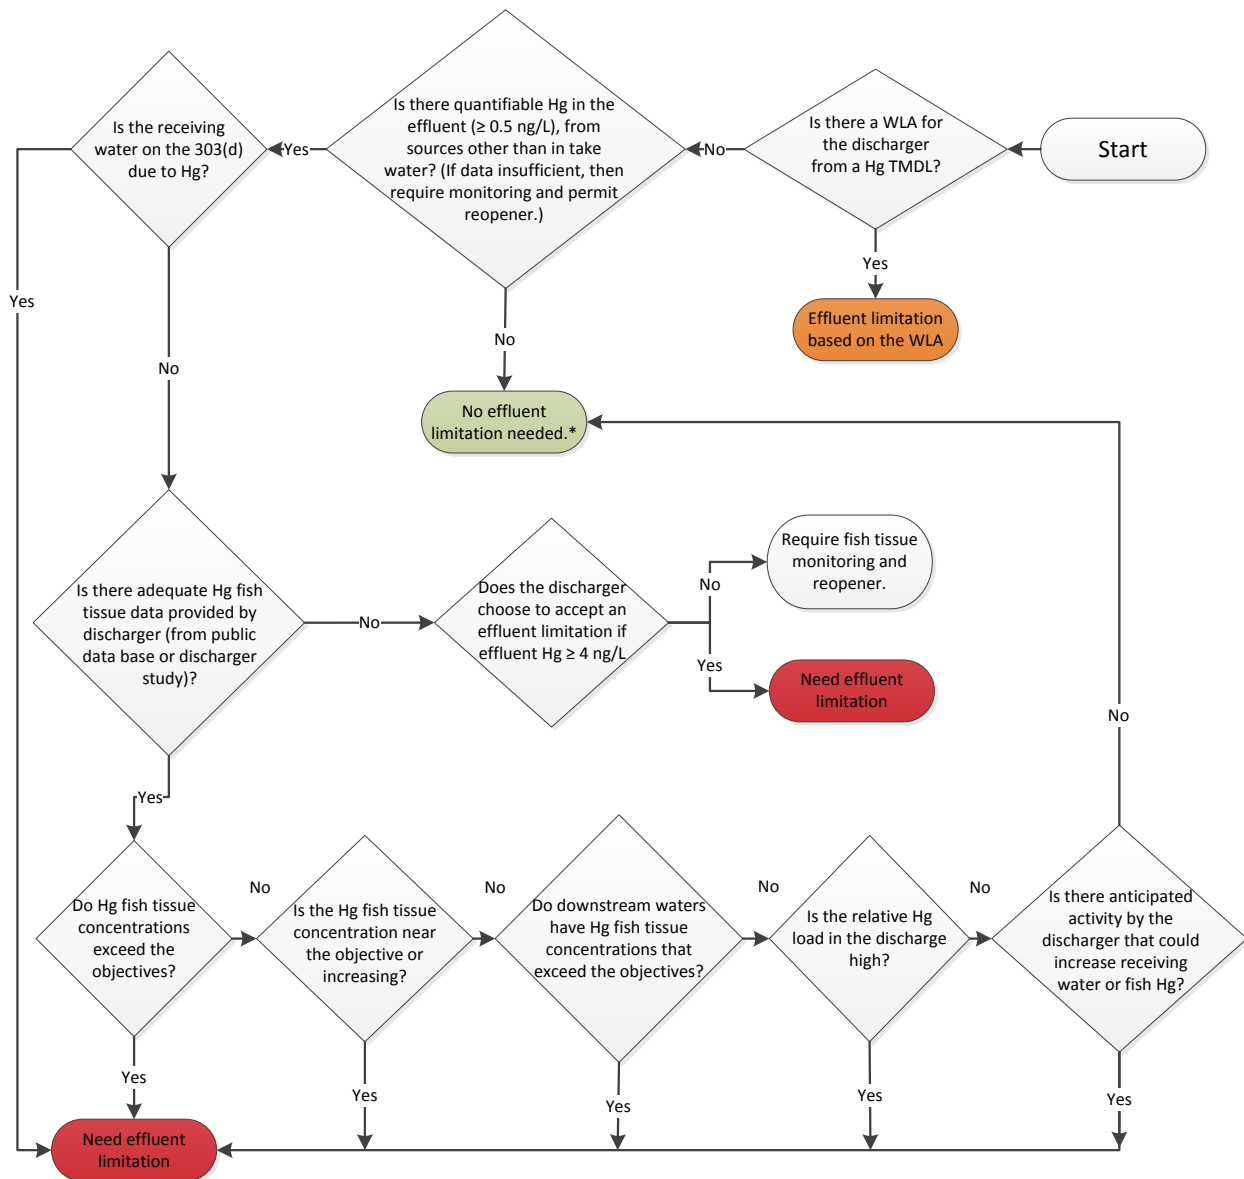 Start
Is there a WLA for
the discharger
from a Hg TMDL?
No
Yes
Effluent limitation
based on the WLA
Is there quantifiable Hg in the
effluent (≥ 0.5 ng/L), from
sources other than in take
water? (If data insufficient, then
require monitoring and permit
reopener.)
Yes
No
No effluent
limitation needed.*
Is the receiving
water on the 303(d)
due to Hg?
Yes
No
Is there adequate Hg fish
tissue data provided by
discharger (from public
data base or discharger
study)?
No
Does the discharger
choose to accept an
effluent limitation if
effluent Hg ≥ 4 ng/L
No
Require fish tissue
monitoring and
reopener.
Yes
Need effluent
limitation
Yes
Do Hg fish tissue
concentrations
exceed the
objectives?
No
Yes
Is the Hg fish tissue
concentration near
the objective or
increasing?
No
Yes
Do downstream waters
have Hg fish tissue
concentrations that
exceed the objectives?
No
Yes
Is the relative Hg
load in the discharge
high?
No
Yes
Is there anticipated
activity by the
discharger that could
increase receiving
water or fish Hg?
No
Yes
Need effluent
limitation